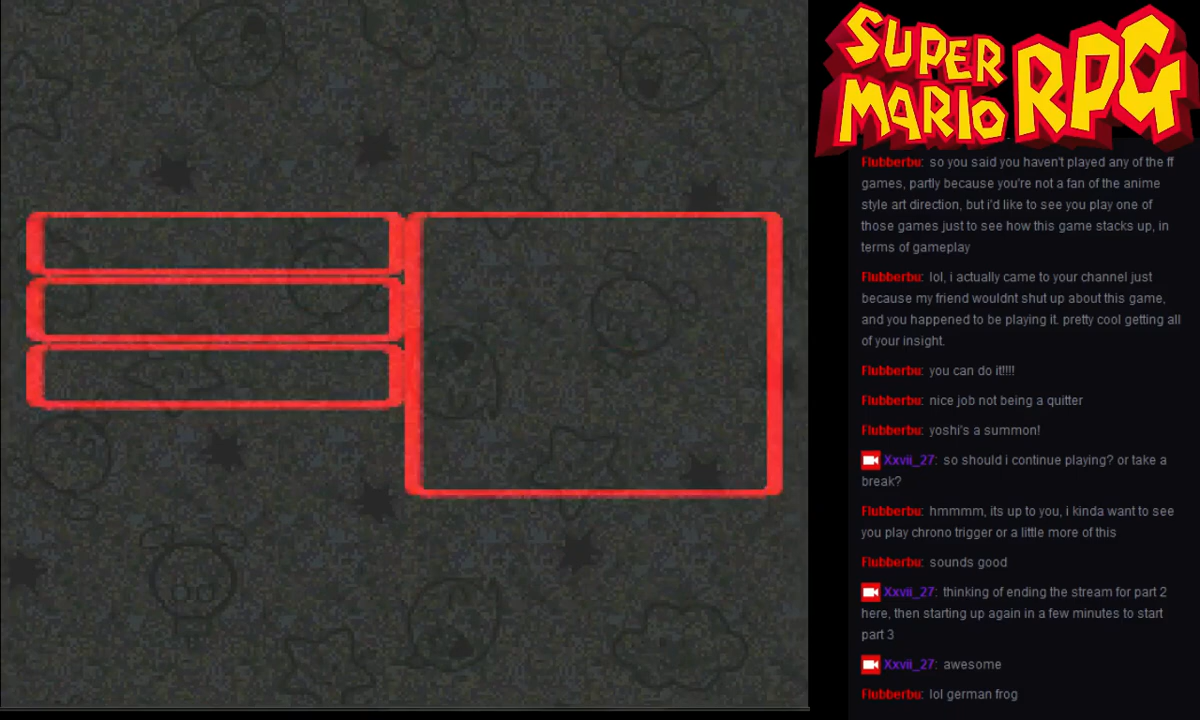 SUPER
MARIO RPG
Flubberbu: so you said you haven't played any of the ff
games, partly because you're not a fan of the anime
style art direction, but i'd like to see you play one of
those games just to see how this game stacks up, in
terms of gameplay
Flubberbu: lol, i actually came to your channel just
because my friend wouldnt shut up about this game,
and you happened to be playing it. pretty cool getting all
of your insight.
Flubberbu: you can do it!!!!
Flubberbu: nice job not being a quitter
Flubberbu: yoshi's a summon!
Xxvii_27: so should i continue playing? or take a
break?
Flubberbu: hmmmm, its up to you, i kinda want to see
you play chrono trigger or a little more of this
Flubberbu: sounds good
Xxvii_27: thinking of ending the stream for part 2
here, then starting up again in a few minutes to start
part 3
Xxvii_27: awesome
Flubberbu: lol german frog